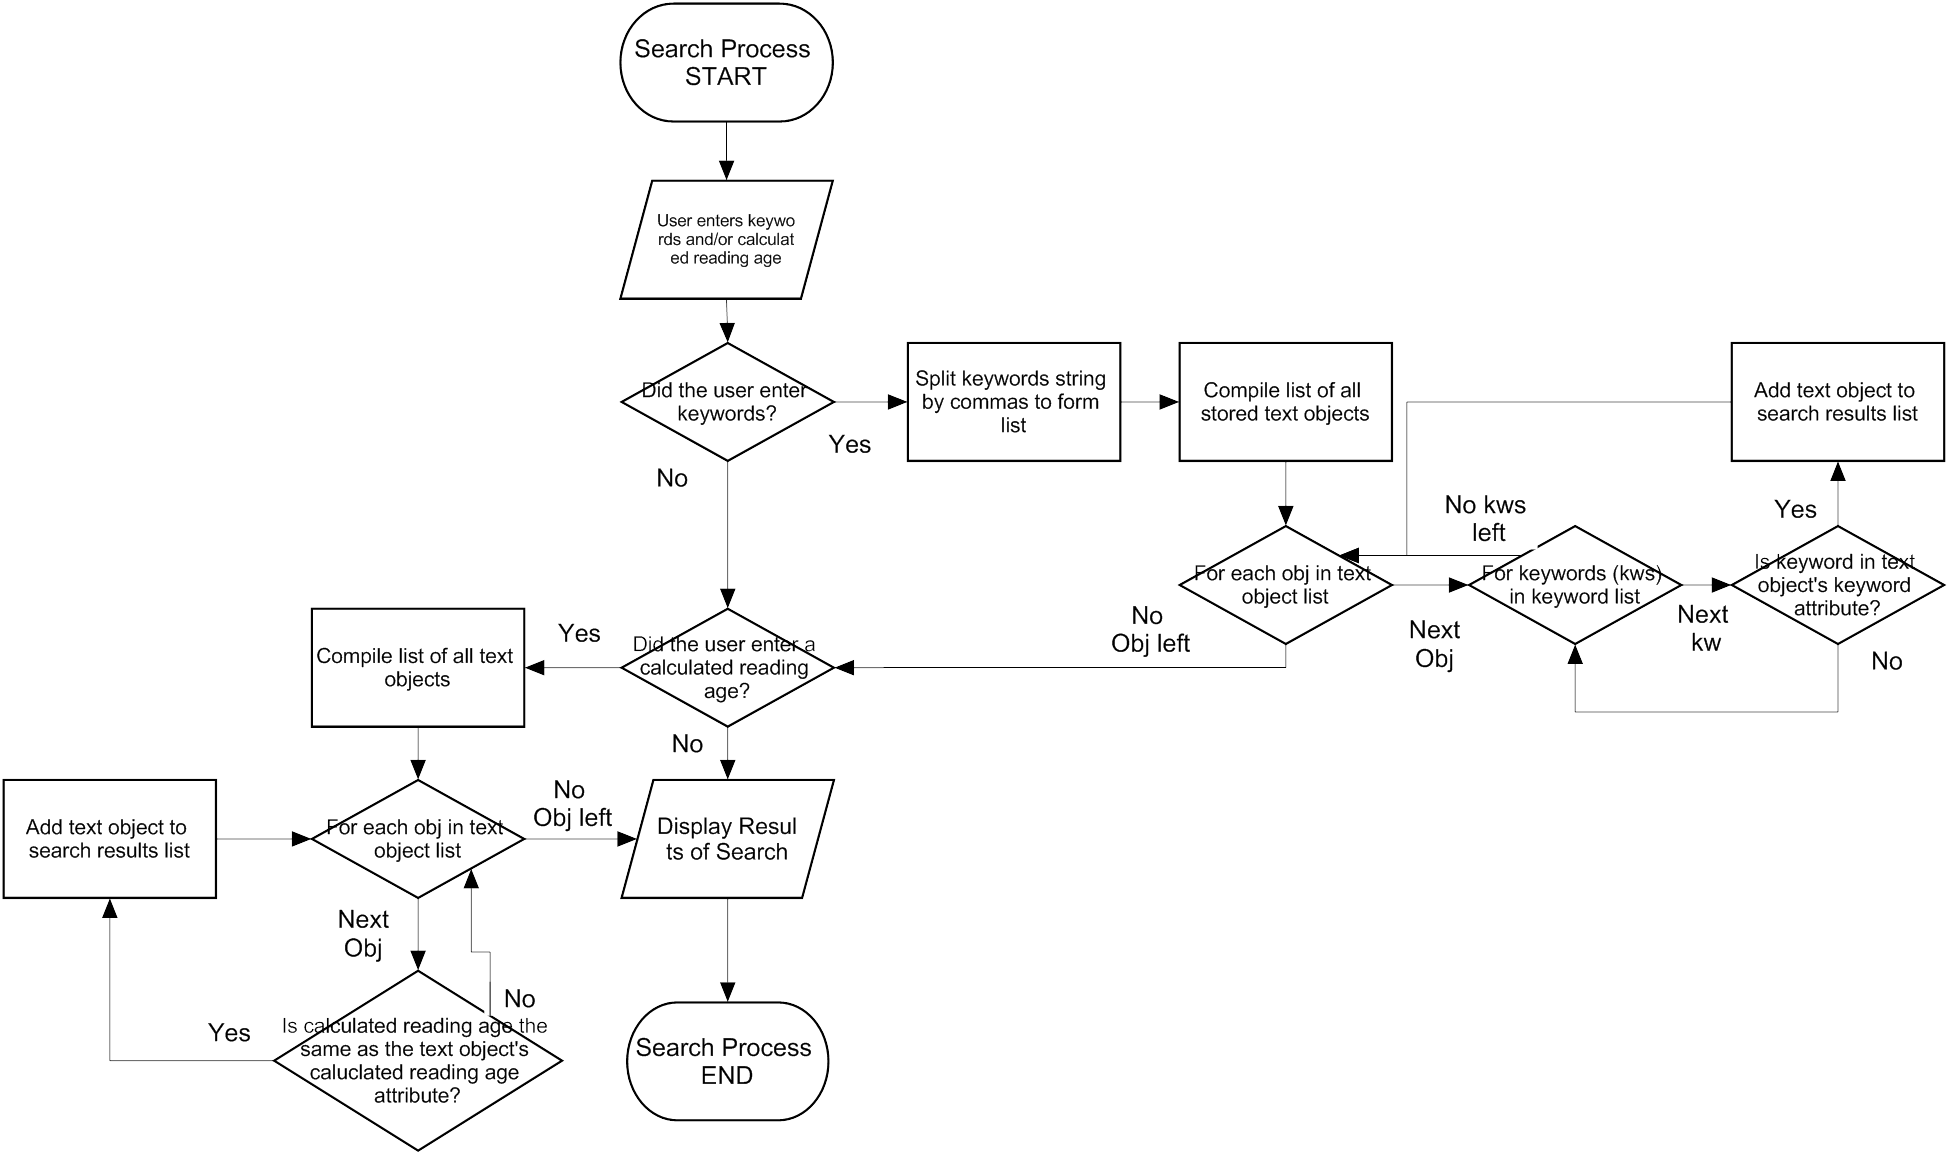 Search Process
START
User enters keywo
rds and/or calculat
ed reading age
Did the user enter
keywords?
Yes
No
Split keywords string
by commas to form
list
Compile list of all
stored text objects
Add text object to
search results list
No kws
left
Yes
For each obj in text
object list
For keywords (kws)
in keyword list
Is keyword in text
object's keyword
attribute?
No
Obj left
Next
Obj
Next
kw
No
Did the user enter a
calculated reading
age?
Yes
No
Compile list of all text
objects
Add text object to
search results list
For each obj in text
object list
No
Obj left
Display Resul
ts of Search
Next
Obj
No
Yes
Is calculated reading age the
same as the text object's
caluclated reading age
attribute?
Search Process
END